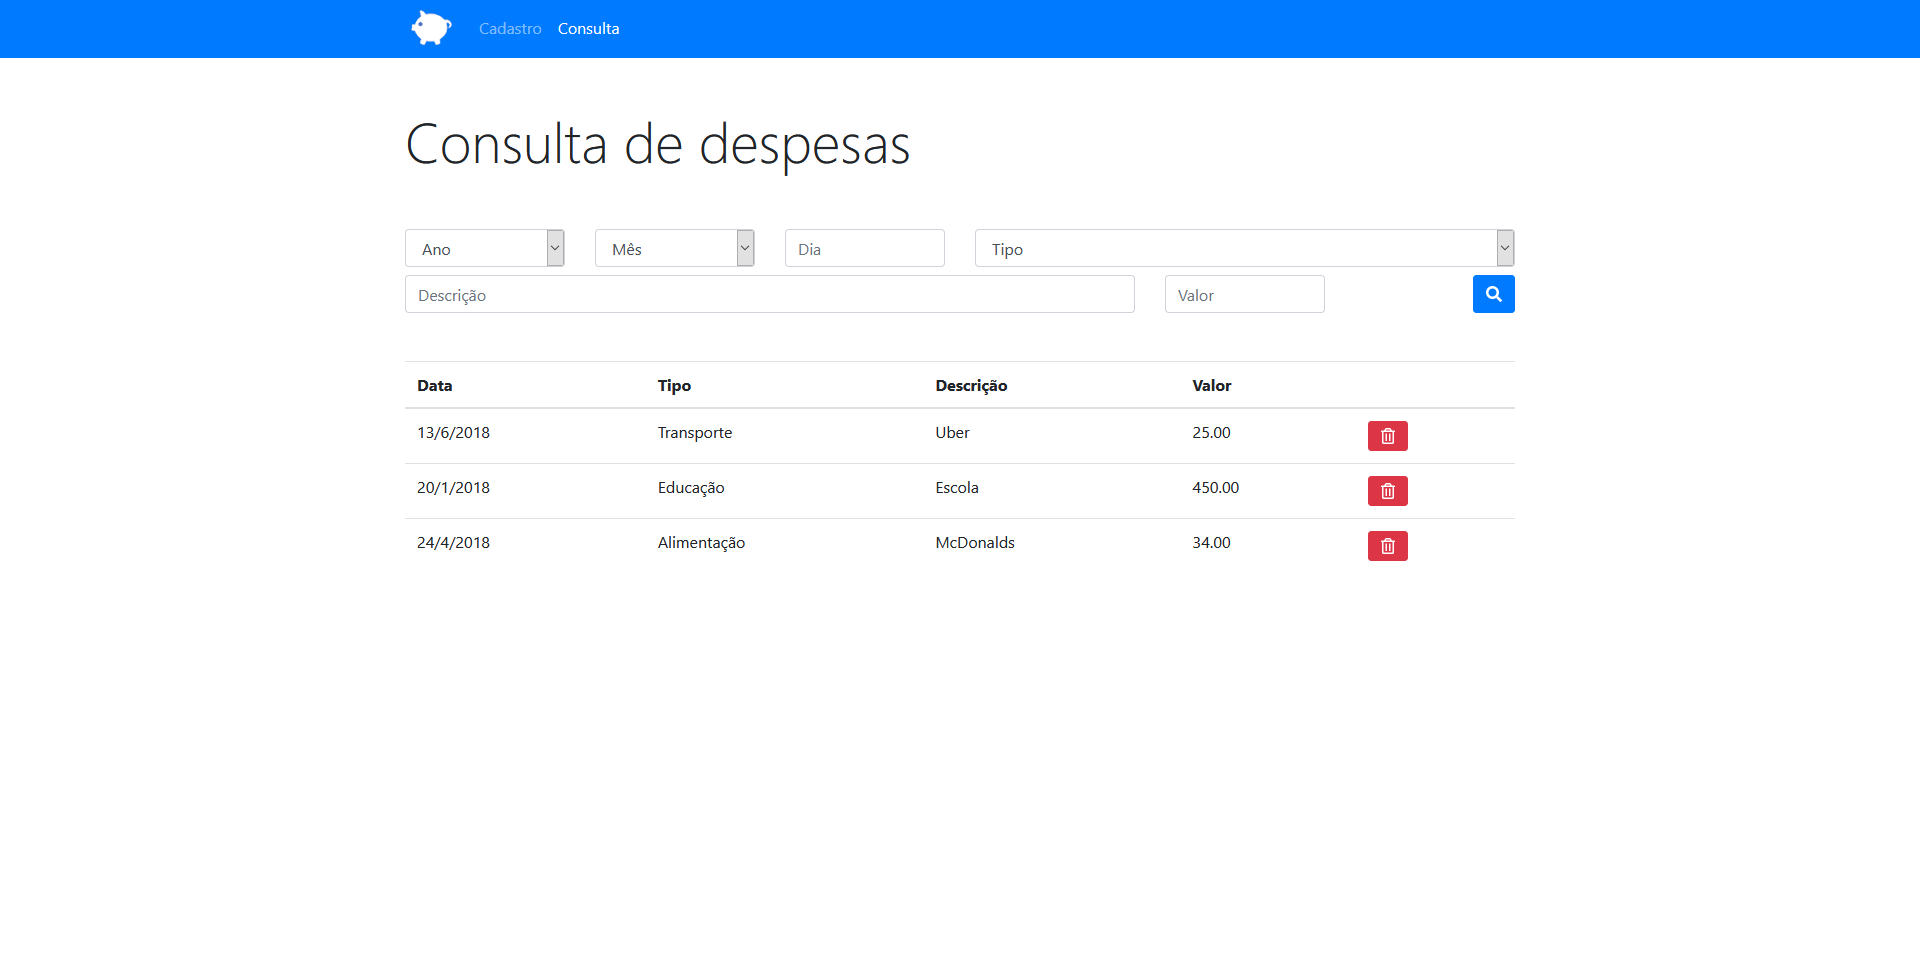 Cadastro Consulta
Consulta de despesas
Ano Mês Dia Tipo
Descrição Valor
Data Tipo Descrição Valor
13/6/2018 Transporte Uber 25.00
20/1/2018 Educação Escola 450.00
24/4/2018 Alimentação McDonalds 34.00